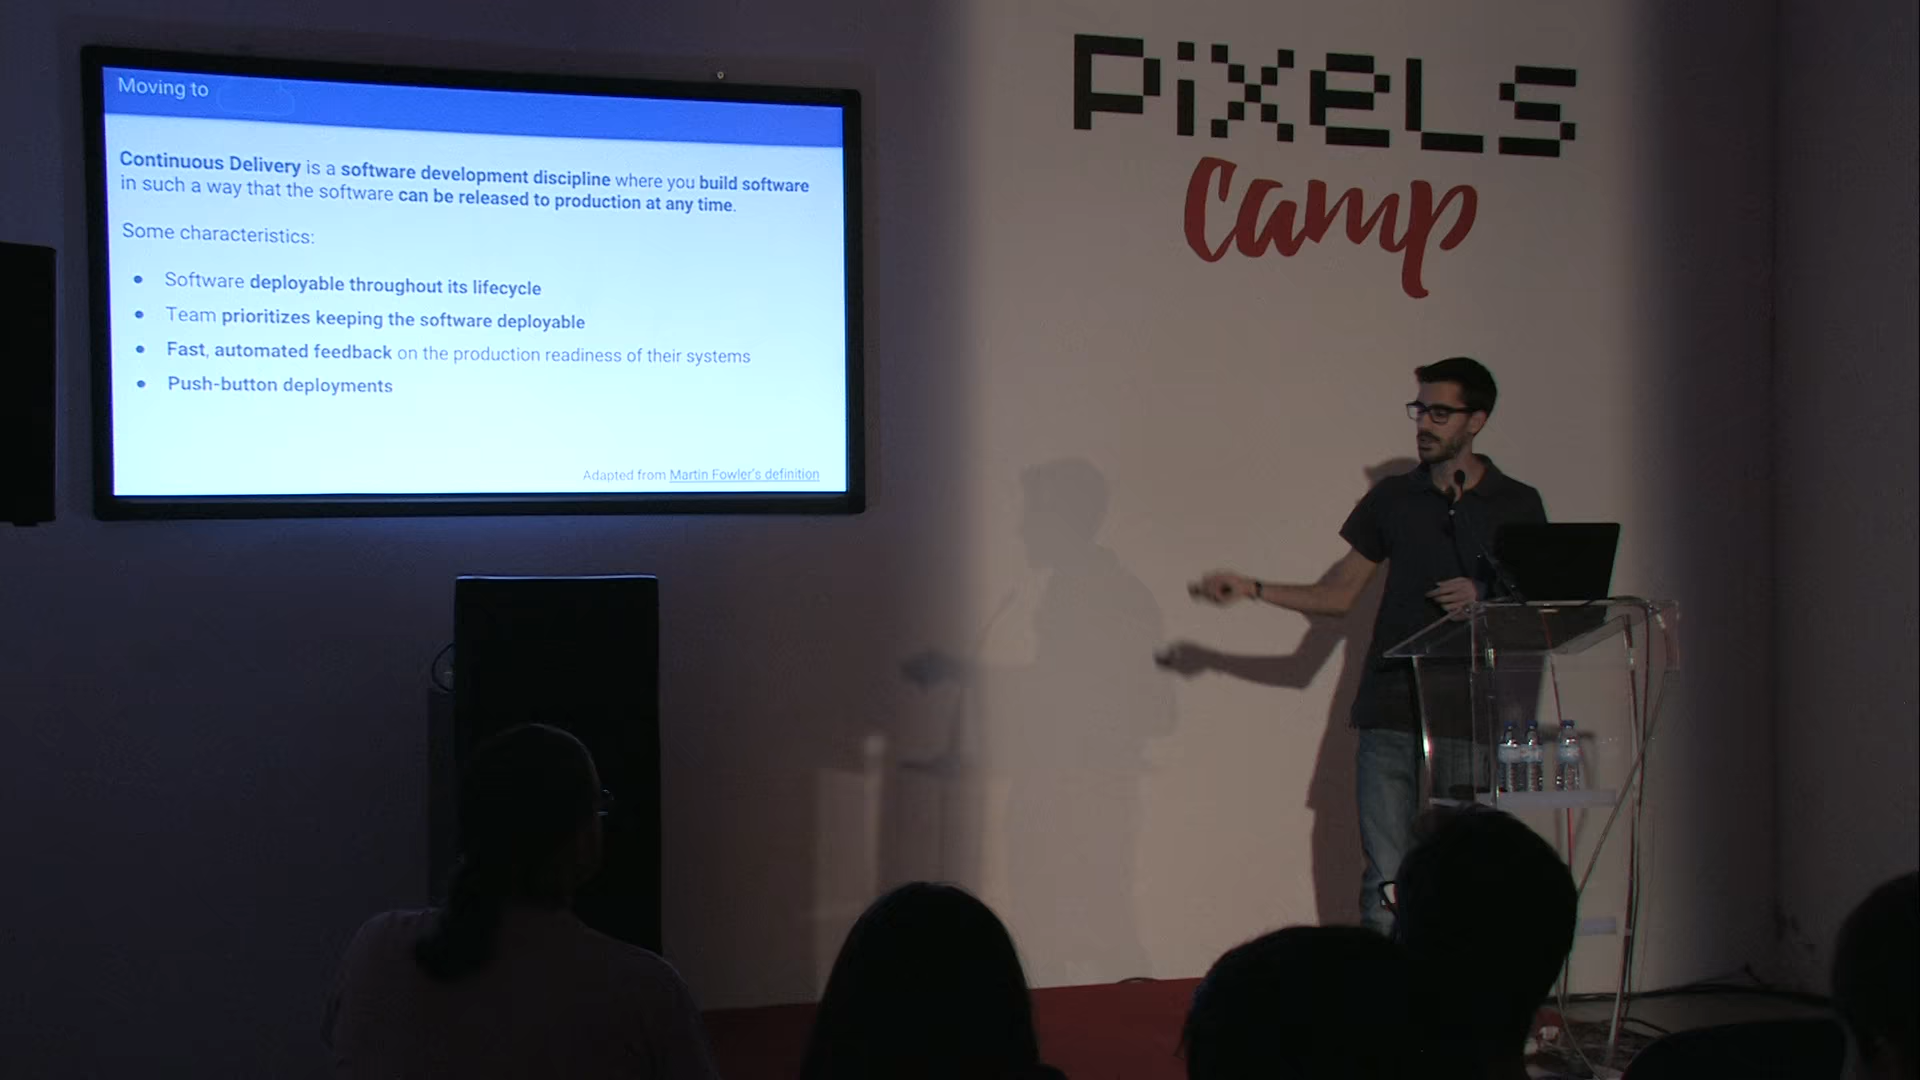 Moving to
Continuous Delivery is a software development discipline where you build software
in such a way that the software can be released to production at any time.
Some characteristics:
• Software deployable throughout its lifecycle
• Team prioritizes keeping the software deployable
• Fast, automated feedback on the production readiness of their systems
• Push-button deployments
Adapted from Martin Fowler's definition
PiXeLS
Camp